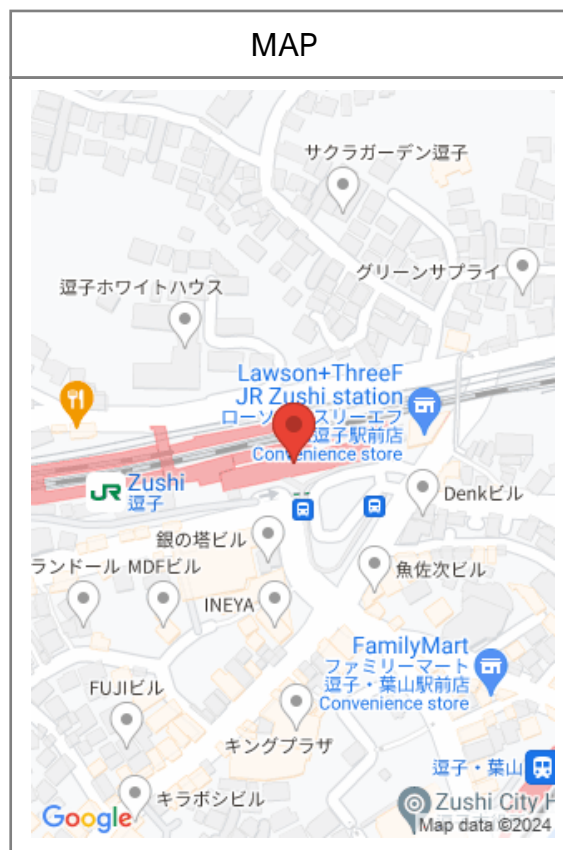 MAP
サクラガーデン逗子
グリーンサプライ
逗子ホワイトハウス
Lawson+ThreeF
JR Zushi station
ローソ スリーエフ
逗子駅前店
Convenience store
JR Zushi
逗子
Denkビル
銀の塔ビル
ランドール MDFビル
魚佐次ビル
INEYA
FamilyMart
ファミリーマート
逗子・葉山駅前店
Convenience store
FUJIビル
キングプラザ
逗子・葉山
キラボシビル
Zushi City
Google
Map data ©2024